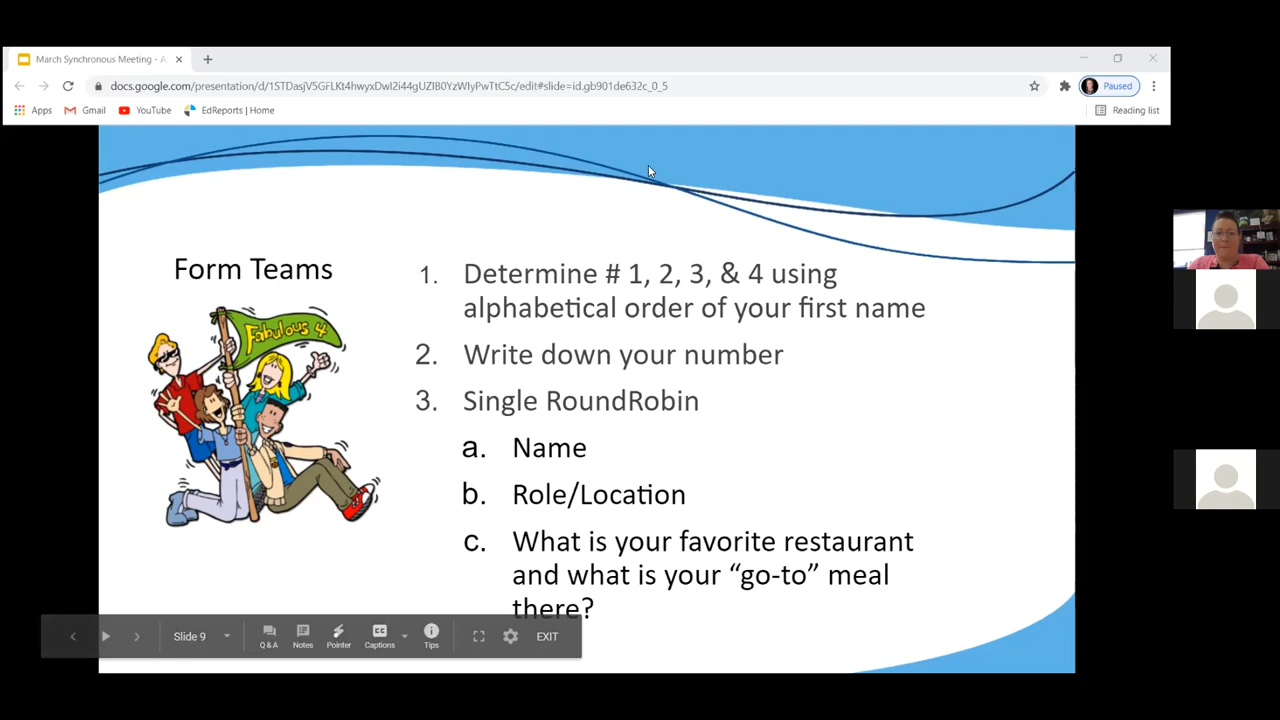 March Synchronous Meeting - A
docs.google.com/presentation/d/1STDasjV5GFLKt4hwyxDwI2i44gUZIB0YzWIyPwTtC5c/edit#slide=id.gb901de632c_0_5
Paused
Apps Gmail YouTube EdReports | Home Reading list
Form Teams
Fabulous 4
1. Determine # 1, 2, 3, & 4 using
alphabetical order of your first name
2. Write down your number
3. Single RoundRobin
a. Name
b. Role/Location
c. What is your favorite restaurant
and what is your “go-to” meal
there?
Slide 9
Q & A Notes Pointer Captions Tips EXIT